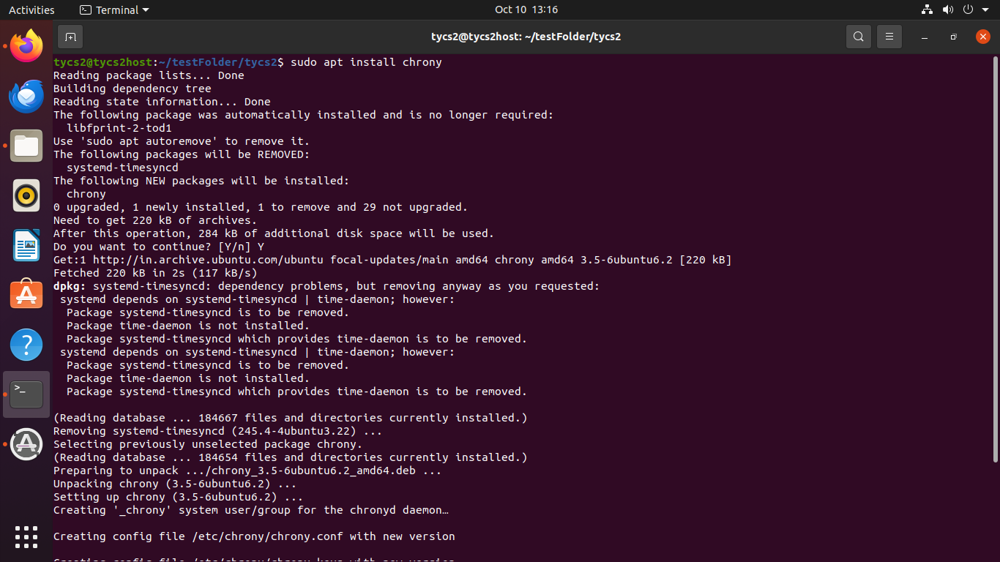 Activities
Terminal
Oct 10 13:16
tycs2@tycs2host: ~/testFolder/tycs2
tycs2@tycs2host:~/testFolder/tycs2$ sudo apt install chrony
Reading package lists... Done
Building dependency tree
Reading state information... Done
The following package was automatically installed and is no longer required:
  libfprint-2-tod1
Use 'sudo apt autoremove' to remove it.
The following packages will be REMOVED:
  systemd-timesyncd
The following NEW packages will be installed:
  chrony
0 upgraded, 1 newly installed, 1 to remove and 29 not upgraded.
Need to get 220 kB of archives.
After this operation, 284 kB of additional disk space will be used.
Do you want to continue? [Y/n] Y
Get:1 http://in.archive.ubuntu.com/ubuntu focal-updates/main amd64 chrony amd64 3.5-6ubuntu6.2 [220 kB]
Fetched 220 kB in 2s (117 kB/s)
dpkg: systemd-timesyncd: dependency problems, but removing anyway as you requested:
 systemd depends on systemd-timesyncd | time-daemon; however:
  Package systemd-timesyncd is to be removed.
  Package time-daemon is not installed.
  Package systemd-timesyncd which provides time-daemon is to be removed.
 systemd depends on systemd-timesyncd | time-daemon; however:
  Package systemd-timesyncd is to be removed.
  Package time-daemon is not installed.
  Package systemd-timesyncd which provides time-daemon is to be removed.
(Reading database ... 184667 files and directories currently installed.)
Removing systemd-timesyncd (245.4-4ubuntu3.22) ...
Selecting previously unselected package chrony.
(Reading database ... 184654 files and directories currently installed.)
Preparing to unpack .../chrony_3.5-6ubuntu6.2_amd64.deb ...
Unpacking chrony (3.5-6ubuntu6.2) ...
Setting up chrony (3.5-6ubuntu6.2) ...
Creating '_chrony' system user/group for the chronyd daemon…
Creating config file /etc/chrony/chrony.conf with new version
Creating config file /etc/chrony/chrony.keys with new version